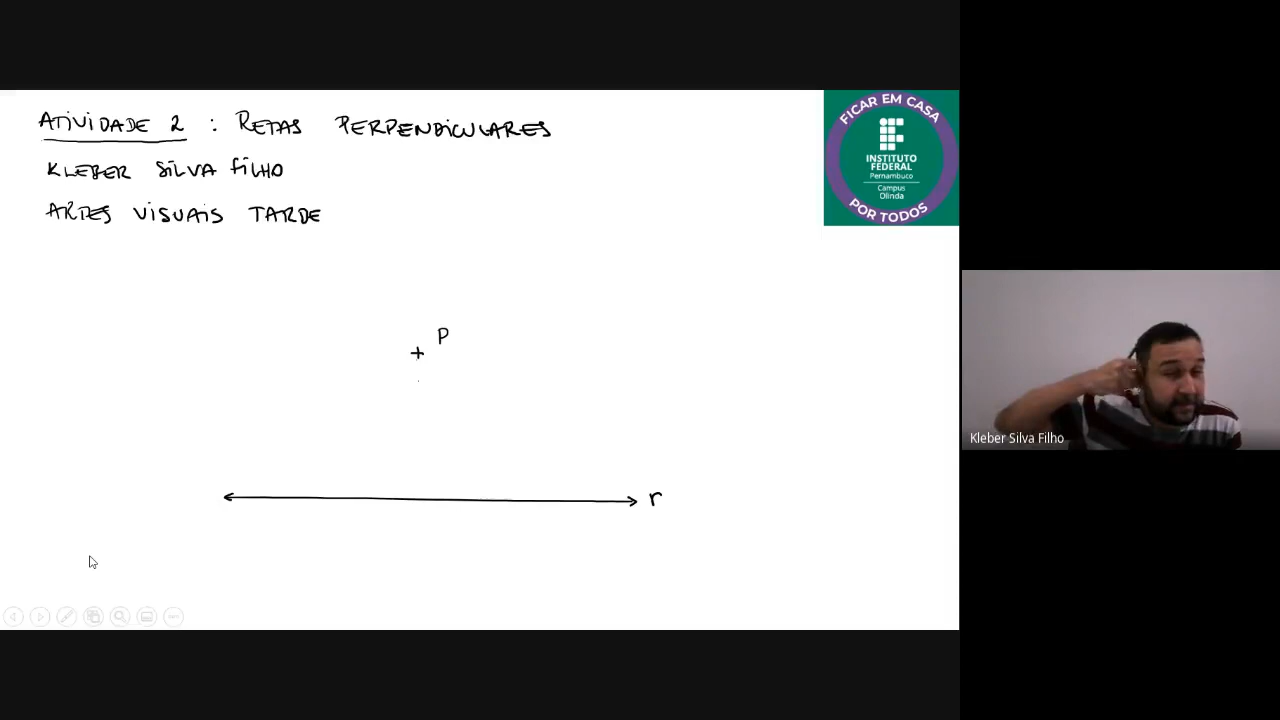 ATIVIDADE 2 : RETAS PERPENDICULARES
KLEBER SILVA FILHO
ARTES VISUAIS TARDE
FICAR EM CASA
INSTITUTO
FEDERAL
Pernambuco
Campus
Olinda
POR TODOS
P
r
Kleber Silva Filho